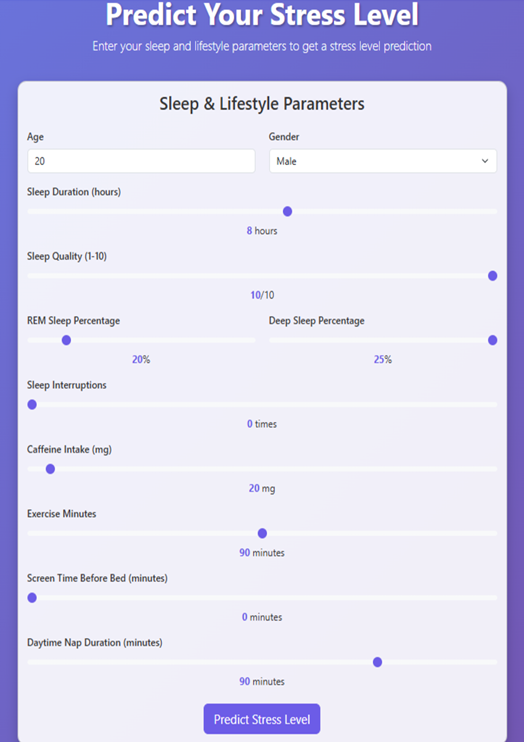 Predict Your Stress Level
Enter your sleep and lifestyle parameters to get a stress level prediction
Sleep & Lifestyle Parameters
Age Gender
20 Male
Sleep Duration (hours)
8 hours
Sleep Quality (1-10)
10/10
REM Sleep Percentage Deep Sleep Percentage
20% 25%
Sleep Interruptions
0 times
Caffeine Intake (mg)
20 mg
Exercise Minutes
90 minutes
Screen Time Before Bed (minutes)
0 minutes
Daytime Nap Duration (minutes)
90 minutes
Predict Stress Level